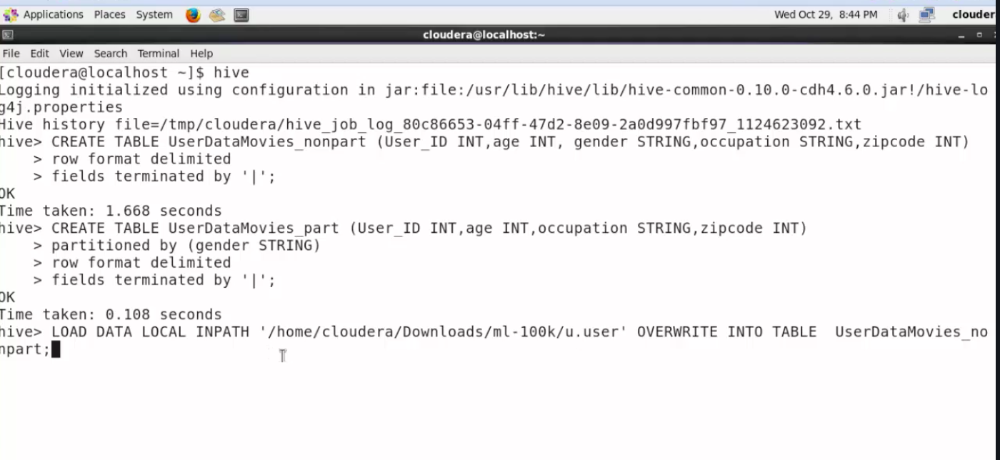 Applications Places System Wed Oct 29, 8:44 PM clouder
cloudera@localhost:~
File Edit View Search Terminal Help
[cloudera@localhost ~]$ hive
Logging initialized using configuration in jar:file:/usr/lib/hive/lib/hive-common-0.10.0-cdh4.6.0.jar!/hive-lo
g4j.properties
Hive history file=/tmp/cloudera/hive_job_log_80c86653-04ff-47d2-8e09-2a0d997fbf97_1124623092.txt
hive> CREATE TABLE UserDataMovies_nonpart (User_ID INT,age INT, gender STRING,occupation STRING,zipcode INT)
    > row format delimited
    > fields terminated by '|';
OK
Time taken: 1.668 seconds
hive> CREATE TABLE UserDataMovies_part (User_ID INT,age INT,occupation STRING,zipcode INT)
    > partitioned by (gender STRING)
    > row format delimited
    > fields terminated by '|';
OK
Time taken: 0.108 seconds
hive> LOAD DATA LOCAL INPATH '/home/cloudera/Downloads/ml-100k/u.user' OVERWRITE INTO TABLE  UserDataMovies_no
npart;